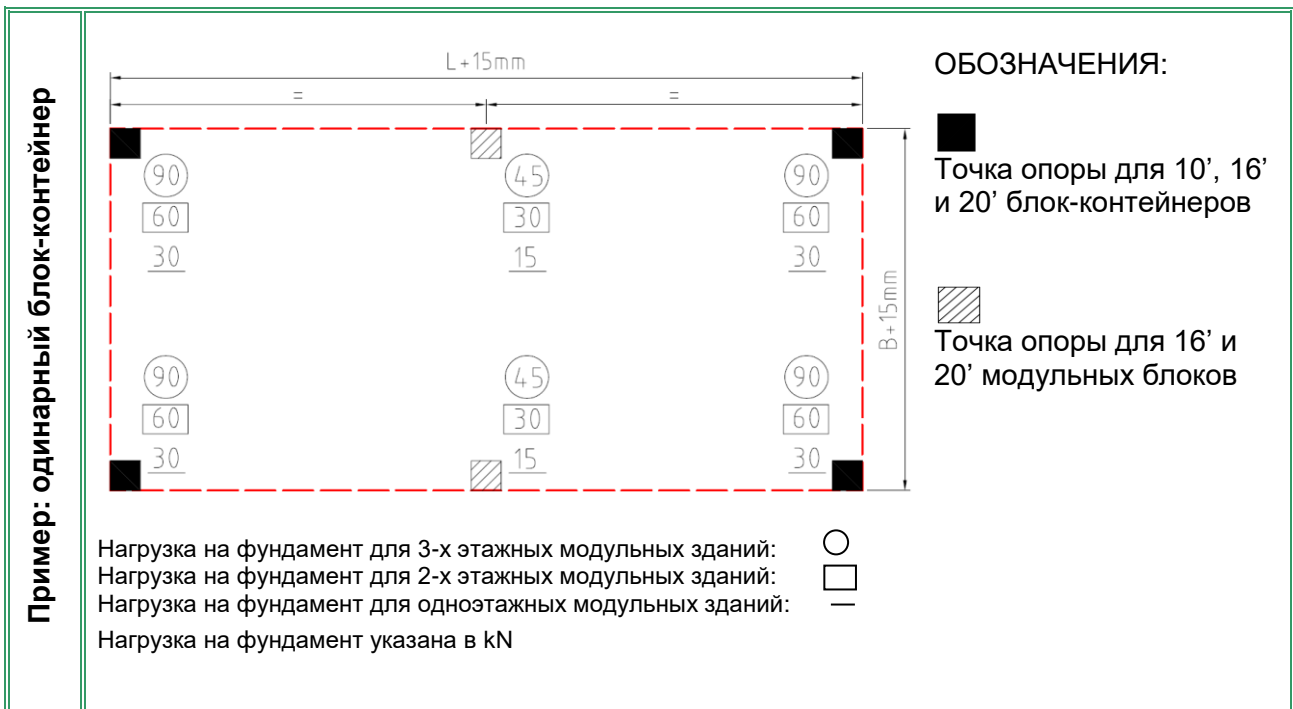 Пример: одинарный блок-контейнер
L+15mm
= =
90 45 90
60 30 60
30 15 30
B+15mm
90 45 90
60 30 60
30 15 30
ОБОЗНАЧЕНИЯ:
Точка опоры для 10’, 16’
и 20’ блок-контейнеров
Точка опоры для 16’ и
20’ модульных блоков
Нагрузка на фундамент для 3-х этажных модульных зданий:
Нагрузка на фундамент для 2-х этажных модульных зданий:
Нагрузка на фундамент для одноэтажных модульных зданий:
Нагрузка на фундамент указана в kN